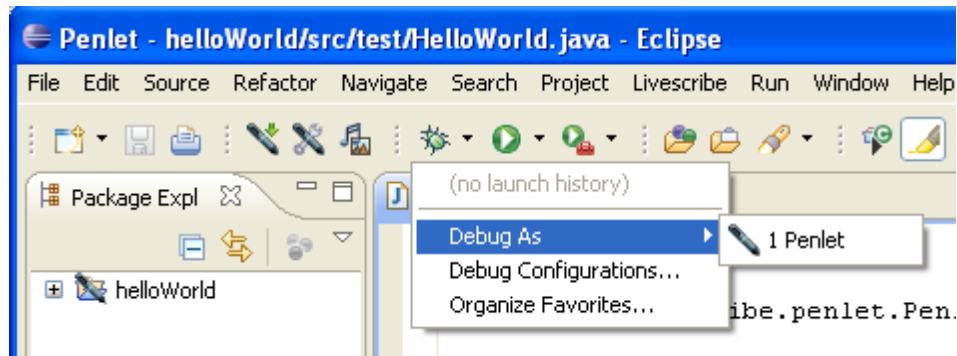 Penlet - helloWorld/src/test/HelloWorld.java - Eclipse
File Edit Source Refactor Navigate Search Project Livescribe Run Window Help
Package Expl
(no launch history)
Debug As
1 Penlet
Debug Configurations...
helloWorld
Organize Favorites...
ibe.penlet.Pen